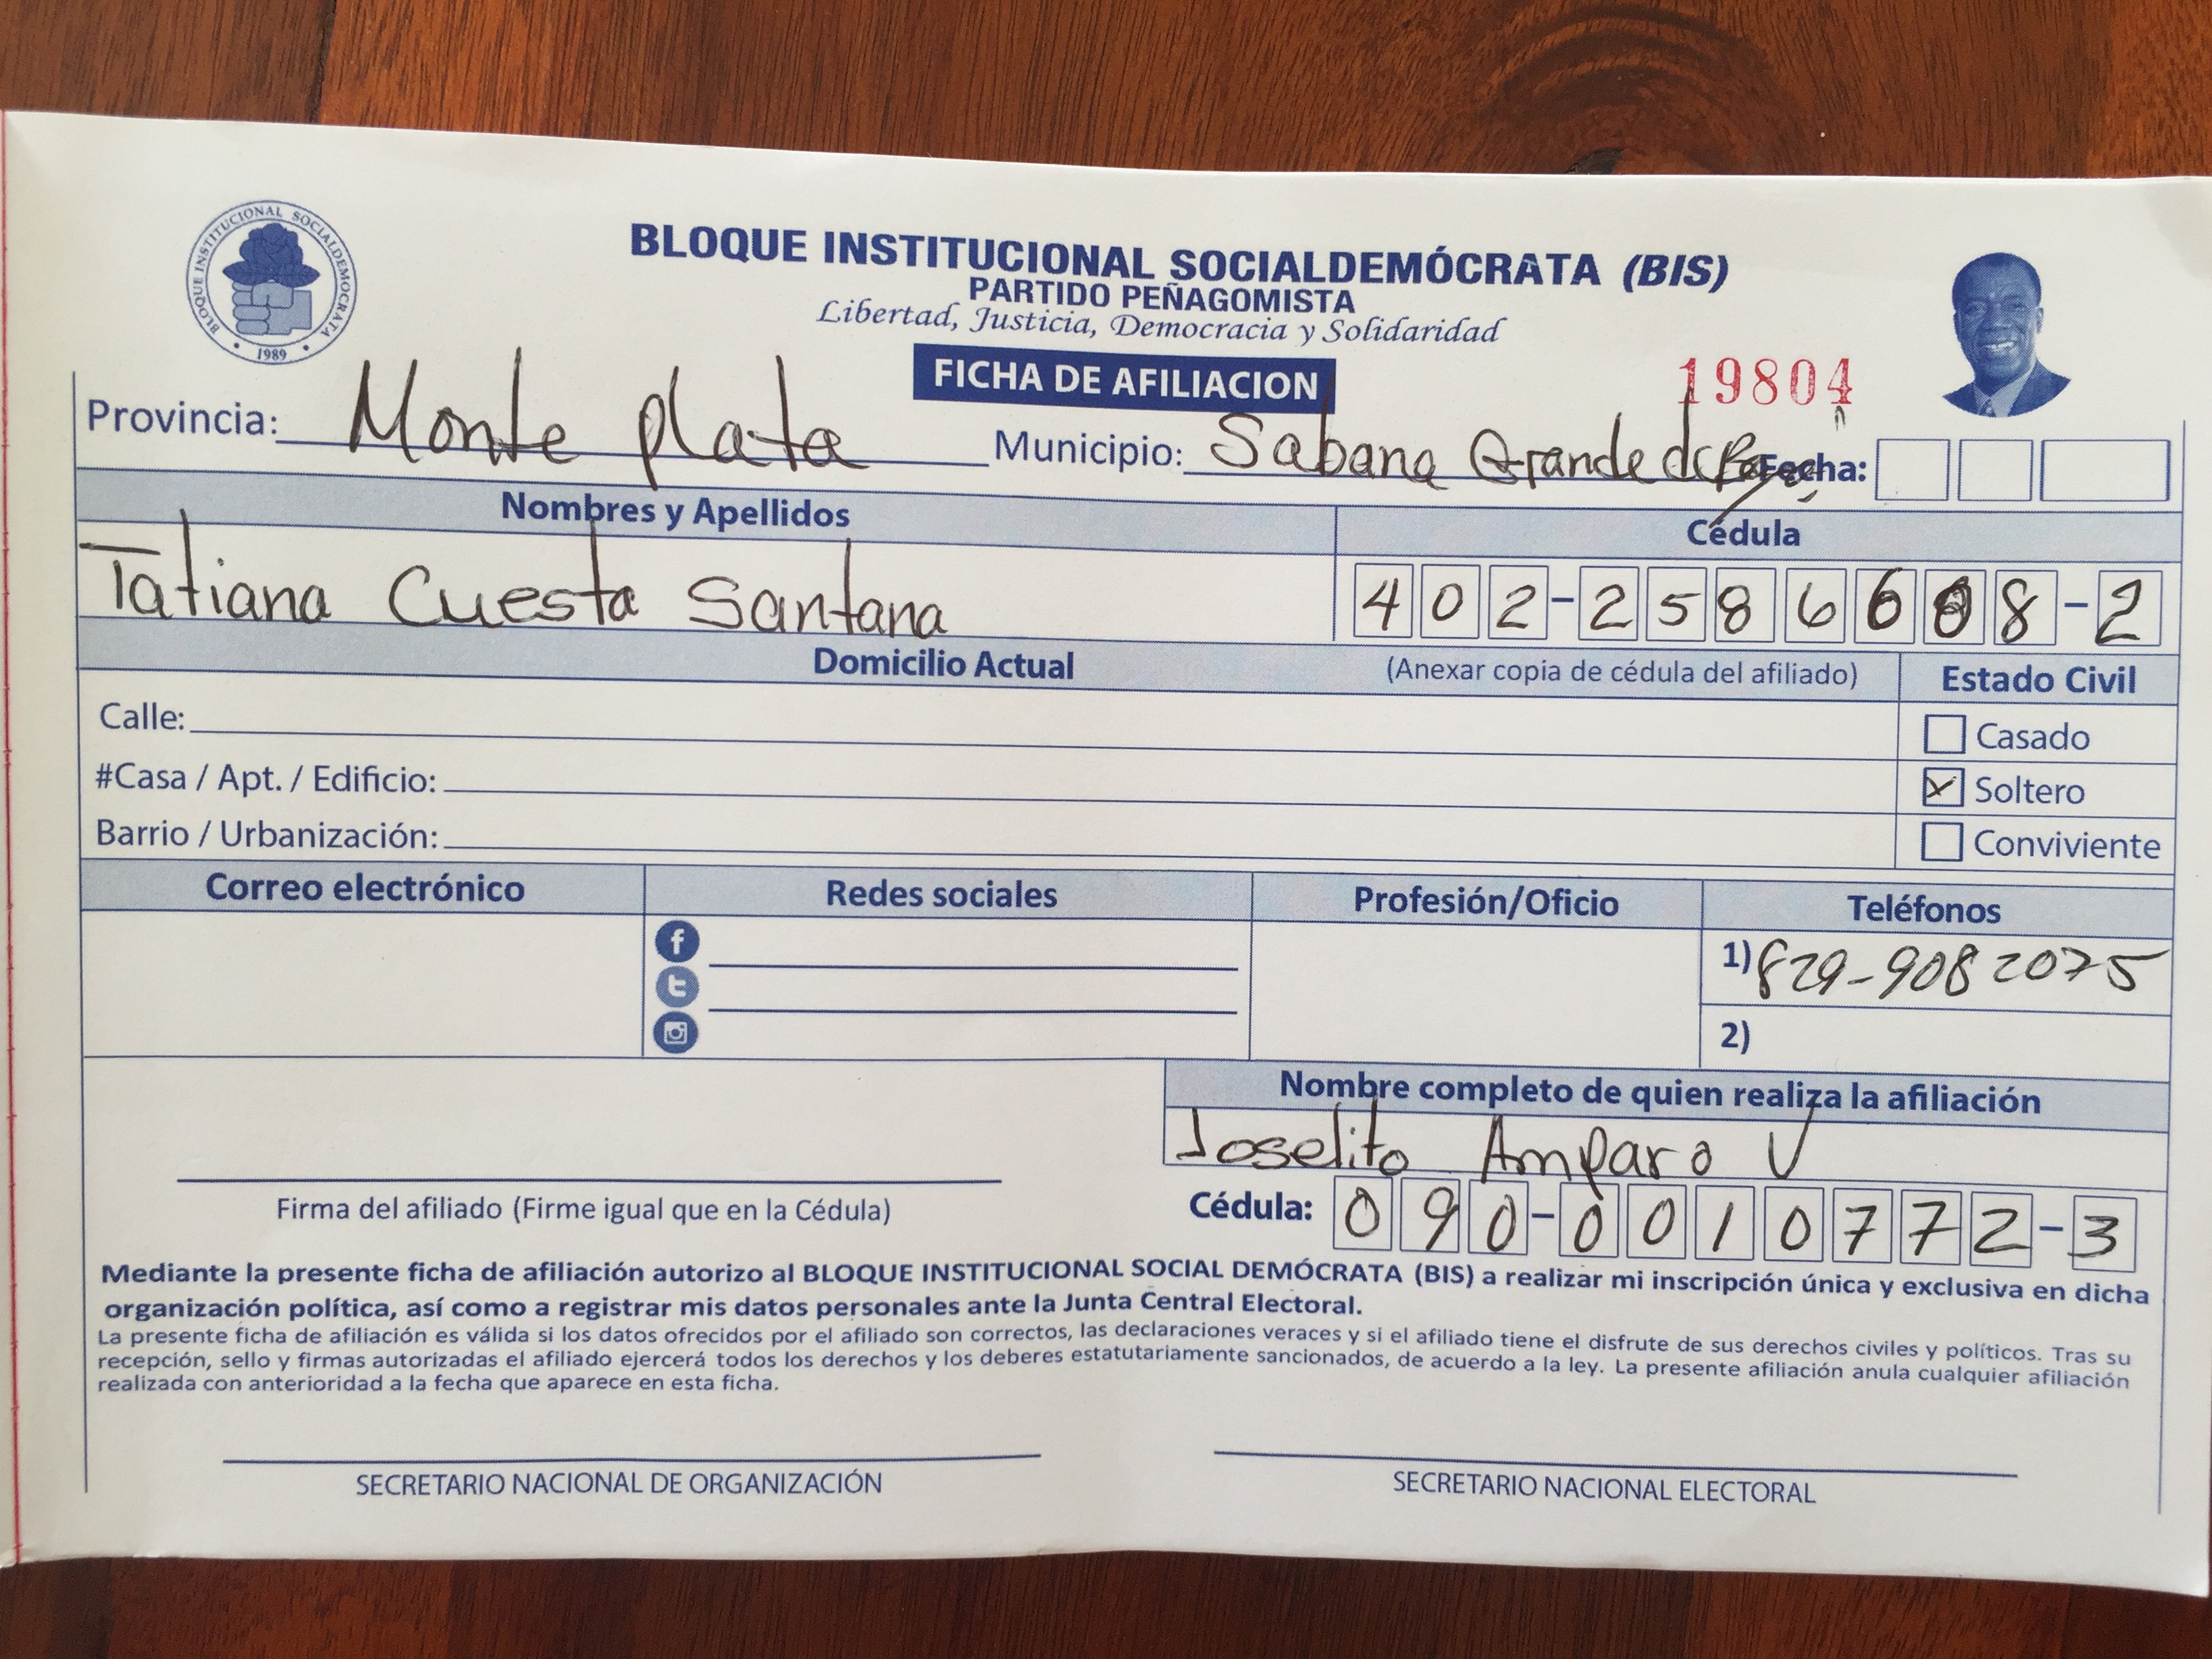 BLOQUE INSTITUCIONAL SOCIALDEMOCRATA
1989
BLOQUE INSTITUCIONAL SOCIALDEMÓCRATA (BIS)
PARTIDO PEÑAGOMISTA
Libertad, Justicia, Democracia y Solidaridad
FICHA DE AFILIACION
19804
Provincia: Monte plata Municipio: Sabana Grande de Fecha:
Nombres y Apellidos Cédula
Tatiana Cuesta Santana 402-2586608-2
Domicilio Actual (Anexar copia de cédula del afiliado) Estado Civil
Calle: Casado
#Casa / Apt. / Edificio: X Soltero
Barrio / Urbanización: Conviviente
Correo electrónico Redes sociales Profesión/Oficio Teléfonos
1) 829-908 2075
2)
Nombre completo de quien realiza la afiliación
Joselito Amparo V
Cédula: 090-0010772-3
Firma del afiliado (Firme igual que en la Cédula)
Mediante la presente ficha de afiliación autorizo al BLOQUE INSTITUCIONAL SOCIAL DEMÓCRATA (BIS) a realizar mi inscripción única y exclusiva en dicha
organización política, así como a registrar mis datos personales ante la Junta Central Electoral.
La presente ficha de afiliación es válida si los datos ofrecidos por el afiliado son correctos, las declaraciones veraces y si el afiliado tiene el disfrute de sus derechos civiles y políticos. Tras su
recepción, sello y firmas autorizadas el afiliado ejercerá todos los derechos y los deberes estatutariamente sancionados, de acuerdo a la ley. La presente afiliación anula cualquier afiliación
realizada con anterioridad a la fecha que aparece en esta ficha.
SECRETARIO NACIONAL DE ORGANIZACIÓN SECRETARIO NACIONAL ELECTORAL